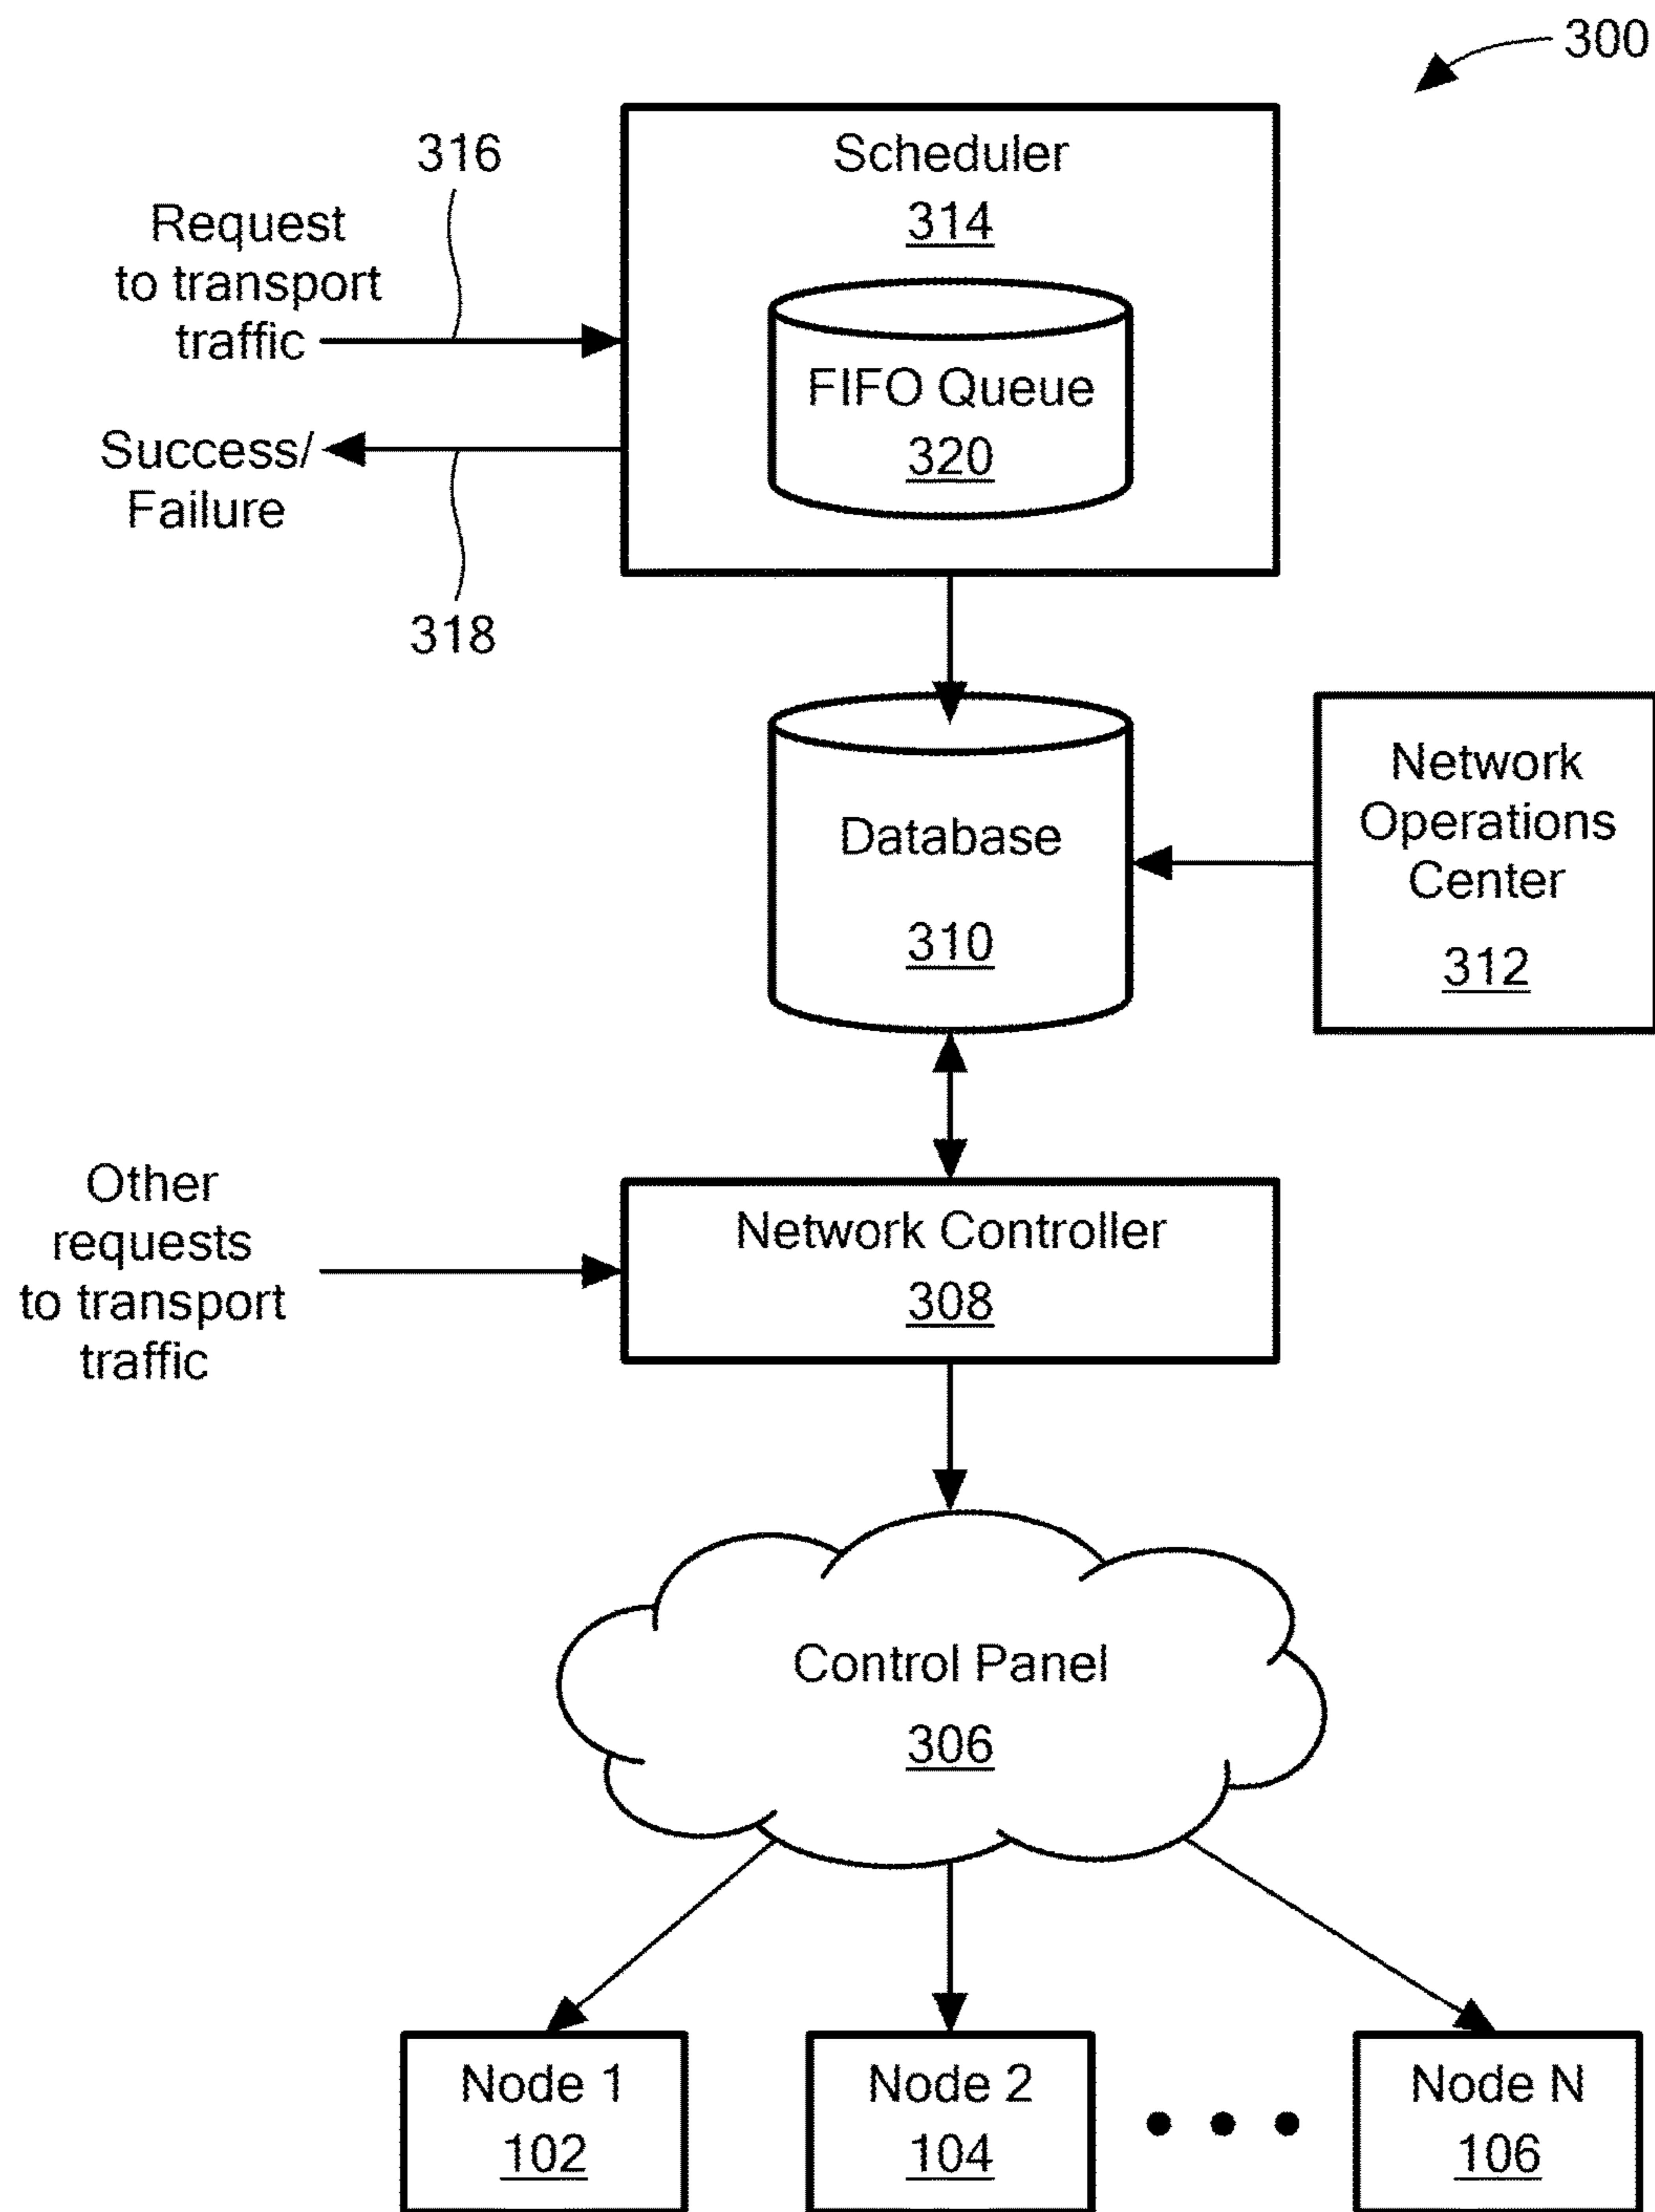 300
Scheduler
314
316
Request
to transport
traffic
FIFO Queue
320
Success/
Failure
318
Database
310
Network
Operations
Center
312
Other
requests
to transport
traffic
Network Controller
308
Control Panel
306
Node 1
102
Node 2
104
Node N
106